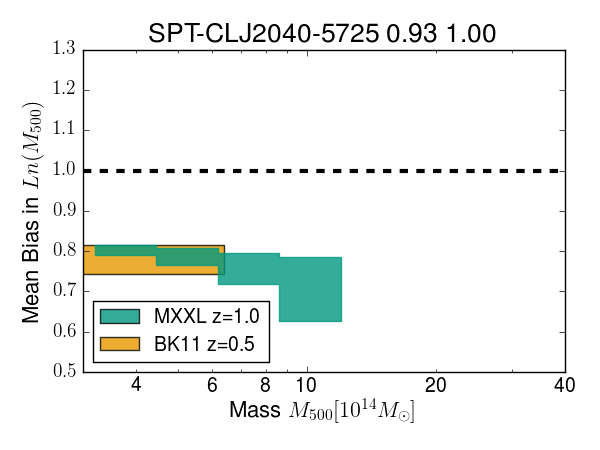 SPT-CLJ2040-5725 0.93 1.00
1.3
1.2
1.1
1.0
0.9
0.8
0.7
0.6
0.5
Mean Bias in Ln(M500)
MXXL z=1.0
BK11 z=0.5
4 6 8 10 20 40
Mass M500[10^14 M⊙]